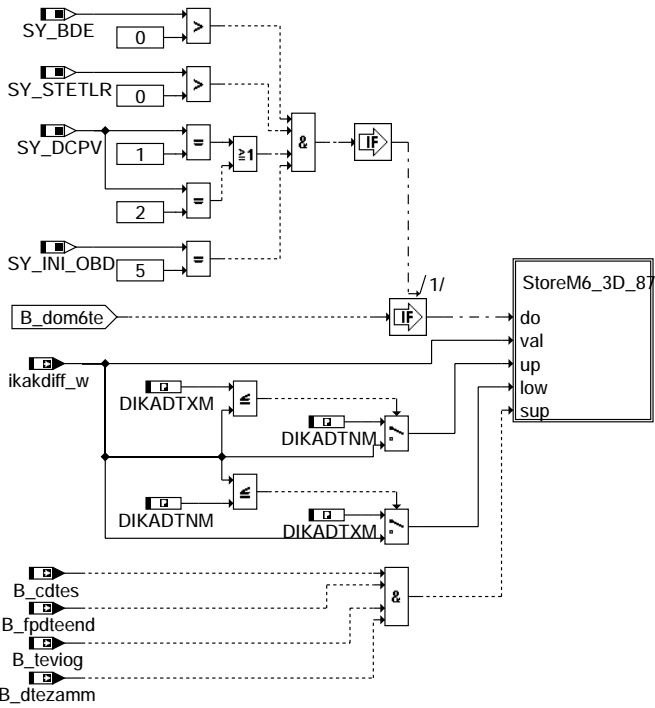 SY_BDE
0
>
SY_STETLR
0
>
SY_DCPV
1
=
≥1
&
IF
2
=
SY_INI_OBD
5
=
/1/
StoreM6_3D_87
B_dom6te
IF
do
val
up
low
sup
ikakdiff_w
DIKADTXM
P
≤
DIKADTNM
P
DIKADTNM
P
≤
DIKADTXM
P
B_cdtes
B_fpdteend
&
B_teviog
B_dtezamm